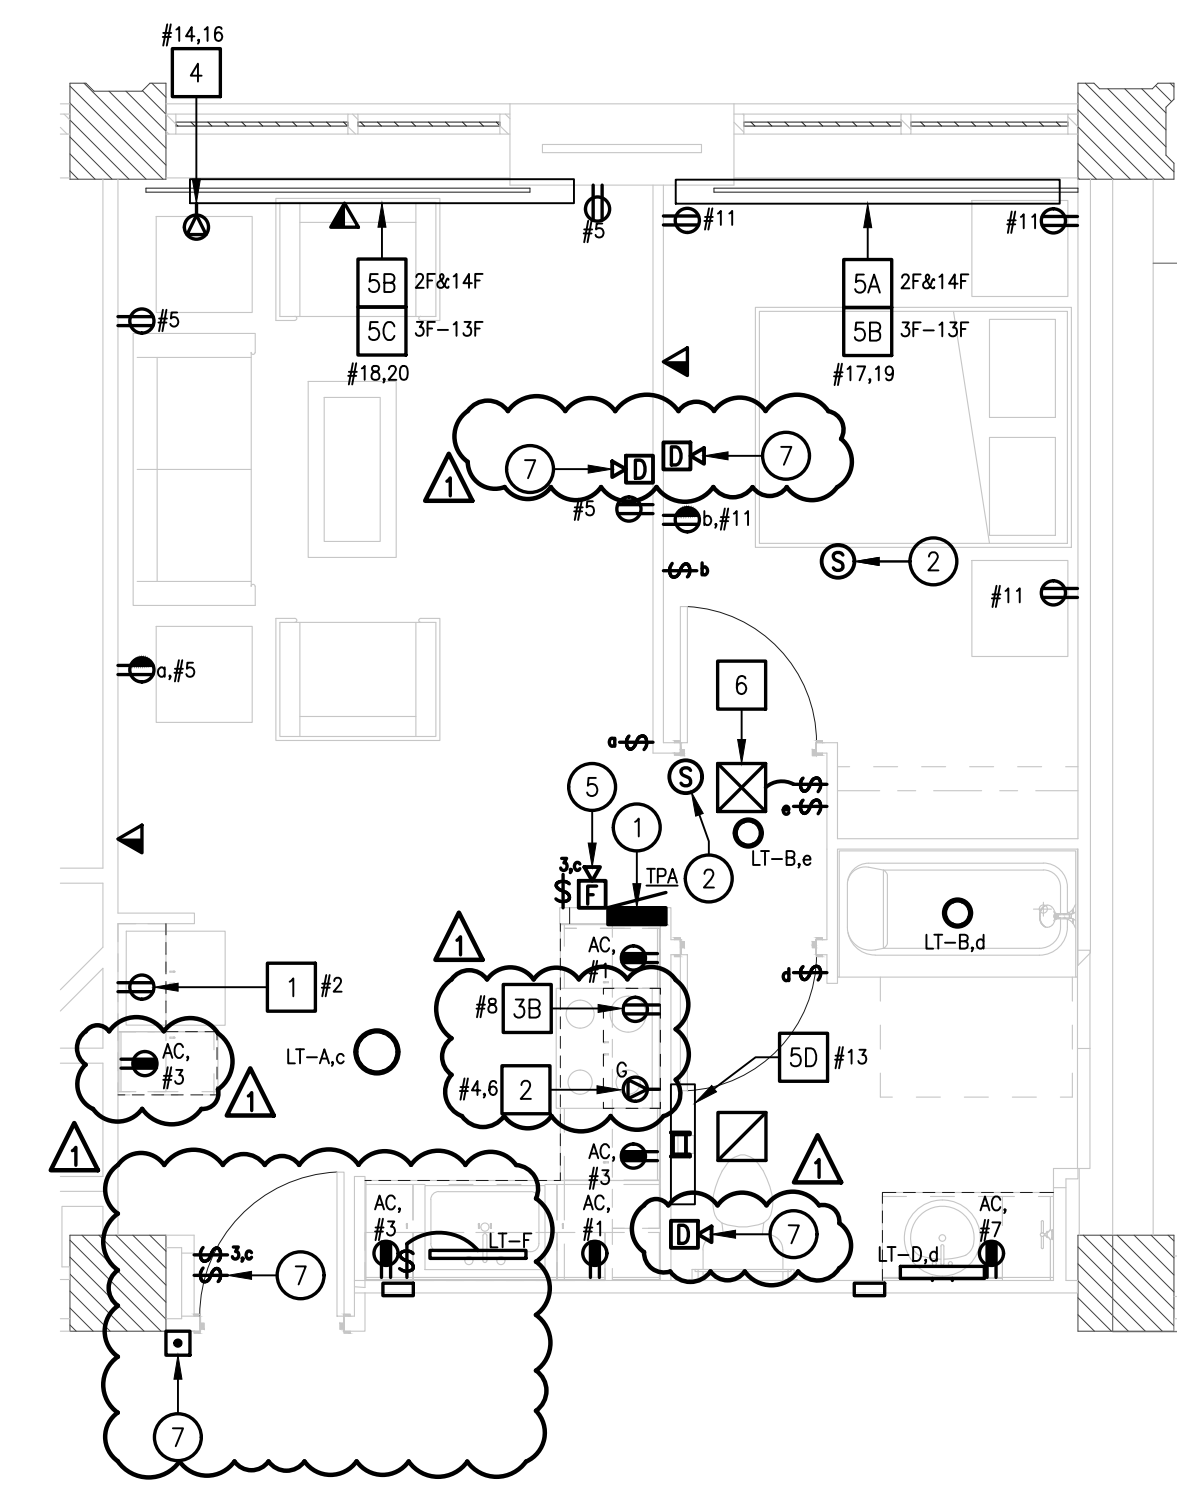 #14,16
4
#5
#11
#11
5B 2F&14F
5C 3F-13F
#18,20
5A 2F&14F
5B 3F-13F
#17,19
#5
7
D
D
7
1
#5
b,#11
b
S
2
#11
a,#5
6
a
S
5
1
e
3,c
TPA
2
LT-B,e
$
F
LT-B,d
1
AC,
#1
d
1
#2
#8
3B
LT-A,c
5D
#13
AC,
#3
1
#4,6
2
G
1
AC,
#3
1
AC,
#3
AC,
#1
AC,
#7
LT-F
$
D
7
LT-D,d
3,c
7
7